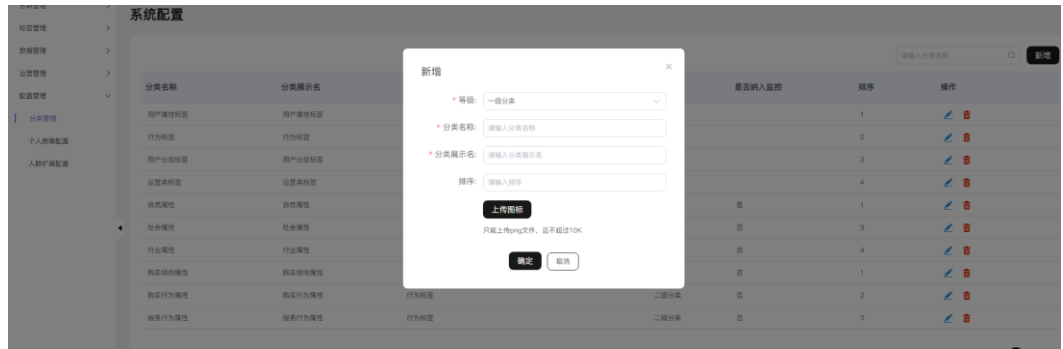 系统配置
标签管理
数据管理
运营管理
配置管理
分类管理
个人画像配置
人群扩展配置
请输入分类名称
新增
分类名称 分类展示名 是否纳入监控 排序 操作
用户属性标签 用户属性标签 1
行为标签 行为标签 2
用户分层标签 用户分层标签 3
运营类标签 运营类标签 4
自然属性 自然属性 是 1
社会属性 社会属性 否 3
行业属性 行业属性 否 4
购买倾向属性 购买倾向属性 否 1
购买行为属性 购买行为属性 行为标签 二级分类 否 2
服务行为属性 服务行为属性 行为标签 二级分类 否 3
新增
* 等级: 一级分类
* 分类名称: 请输入分类名称
* 分类展示名: 请输入分类展示名
排序: 请输入排序
上传图标
只能上传png文件，且不超过10K
确定 取消